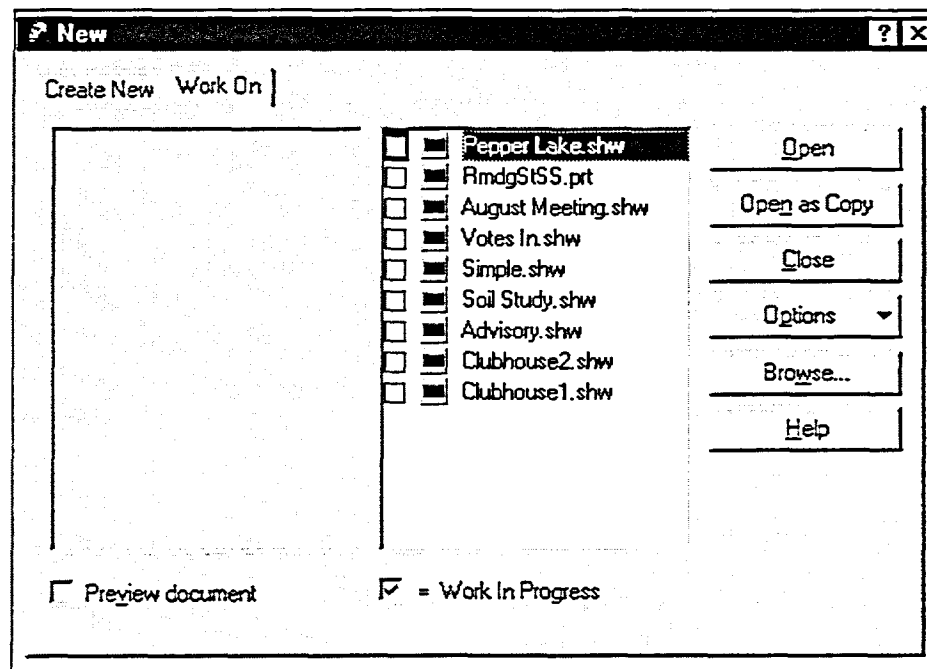 New
Create New Work On
Pepper Lake.shw
RmdgStSS.prt
August Meeting.shw
Votes In.shw
Simple.shw
Soil Study.shw
Advisory.shw
Clubhouse2.shw
Clubhouse1.shw
Open
Open as Copy
Close
Options
Browse...
Help
Preview document
= Work In Progress